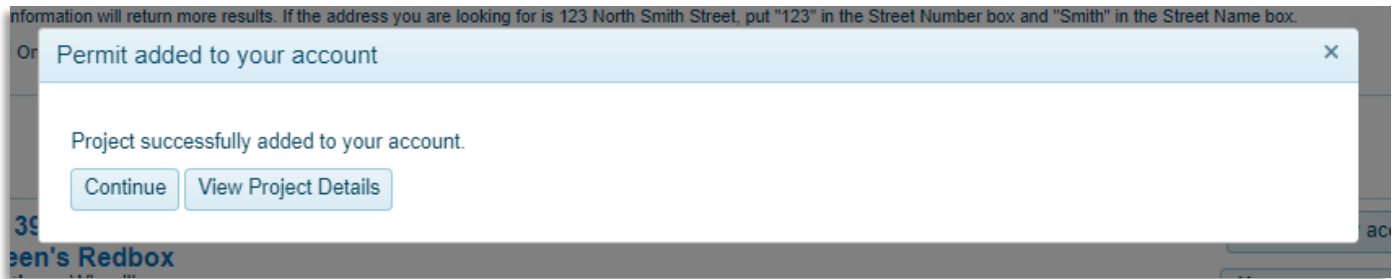 nformation will return more results. If the address you are looking for is 123 North Smith Street, put "123" in the Street Number box and "Smith" in the Street Name box.
Permit added to your account
×
Project successfully added to your account.
Continue
View Project Details
39
een's Redbox